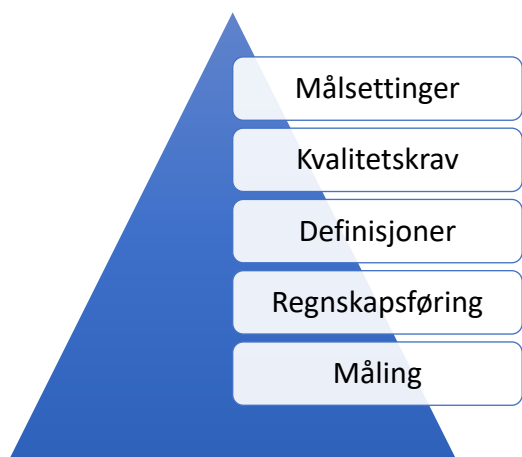 Målsettinger
Kvalitetskrav
Definisjoner
Regnskapsføring
Måling